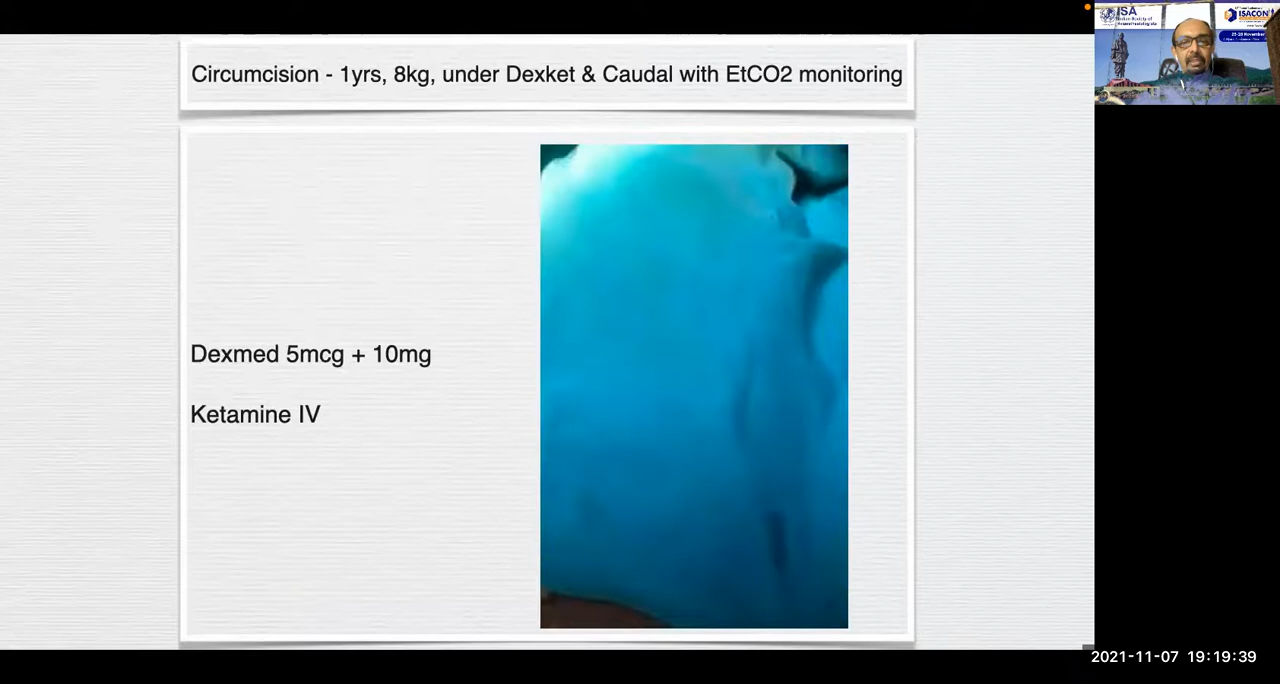 Circumcision - 1yrs, 8kg, under Dexket & Caudal with EtCO2 monitoring
Dexmed 5mcg + 10mg
Ketamine IV
ISA
ISACON
2021-11-07 19:19:39